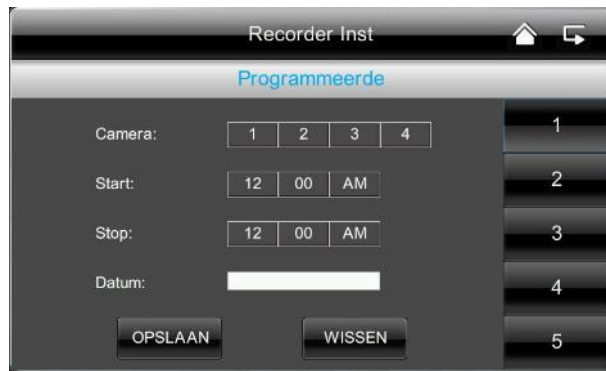 Recorder Inst
Programmeerde
Camera: 1 2 3 4
Start: 12 00 AM
Stop: 12 00 AM
Datum:
OPSLAAN WISSEN
1
2
3
4
5